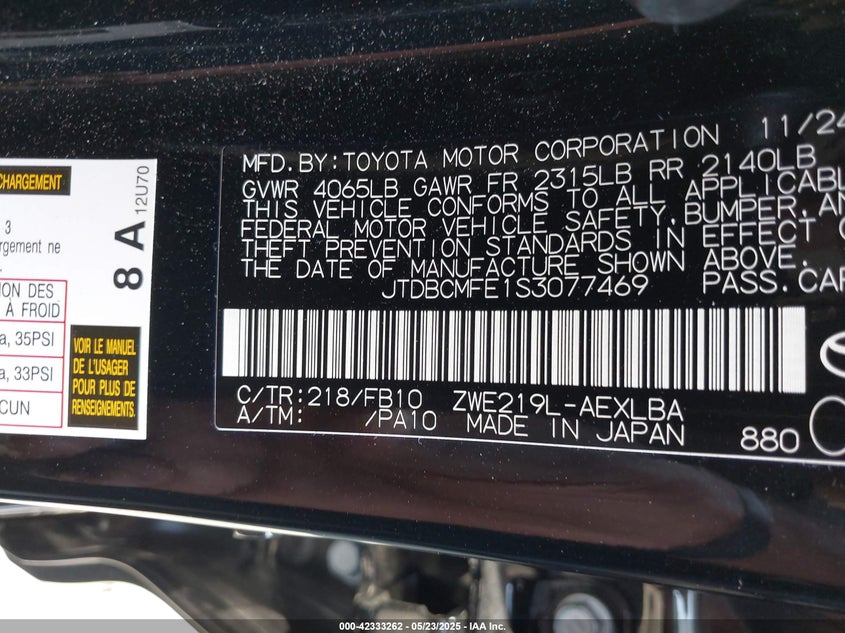 CHARGEMENT
3
ION DES
À FROID
a, 35PSI
a, 33PSI
CUN
VOIR LE MANUEL
DE L'USAGER
POUR PLUS DE
RENSEIGNEMENTS.
8 A
12U70
MFD.BY:TOYOTA MOTOR CORPORATION 11/24
GVWR 4065LB GAWR FR 2315LB RR 2140LB
THIS VEHICLE CONFORMS TO ALL APPLICABLE
FEDERAL MOTOR VEHICLE SAFETY,BUMPER,AN
THEFT PREVENTION STANDARDS IN EFFECT O
THE DATE OF MANUFACTURE SHOWN ABOVE.
JTDBCMFE1S3077469 PASS.CAR
C/TR:218/FB10 ZWE219L-AEXLBA
A/TM: /PA10 MADE IN JAPAN
880
000-42333262 - 05/23/2025 - IAA Inc.